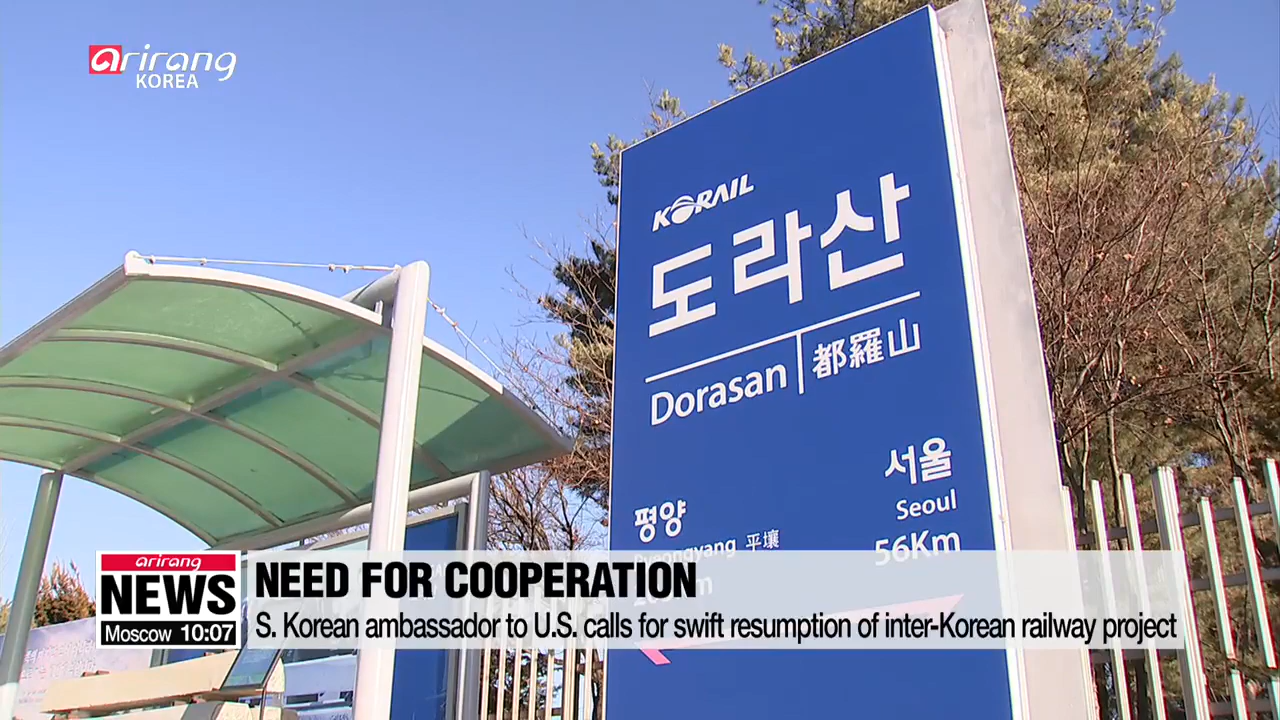 arirang
KOREA
KORAIL
도라산
Dorasan 都羅山
서울
Seoul
56Km
평양
Pyeongyang 平壤
arirang
NEWS
Moscow 10:07
NEED FOR COOPERATION
S. Korean ambassador to U.S. calls for swift resumption of inter-Korean railway project